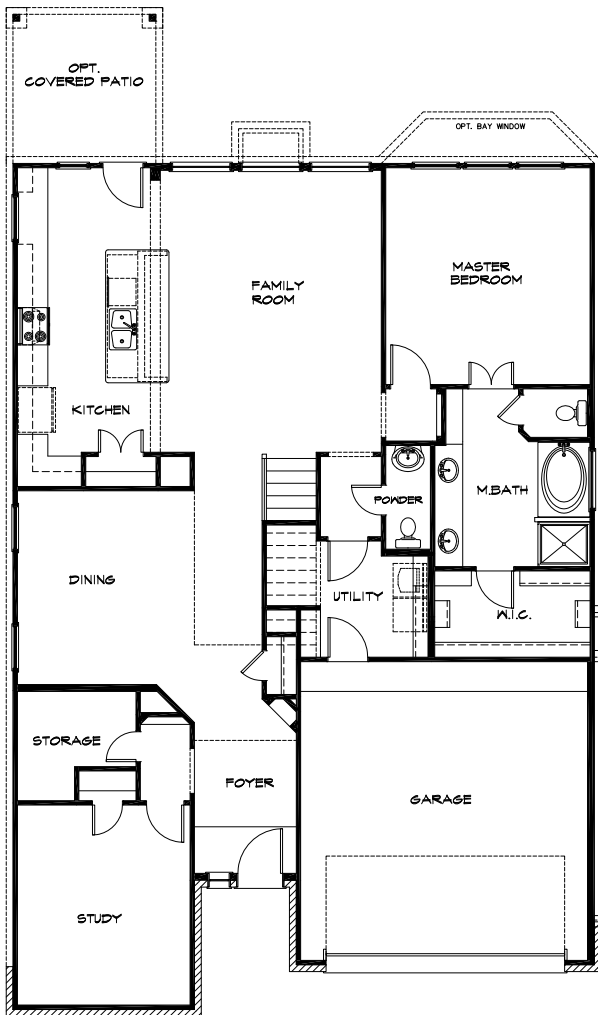 OPT.
COVERED PATIO
OPT. BAY WINDOW
FAMILY
ROOM
MASTER
BEDROOM
KITCHEN
M.BATH
POWDER
DINING
UTILITY
W.I.C.
STORAGE
FOYER
GARAGE
STUDY